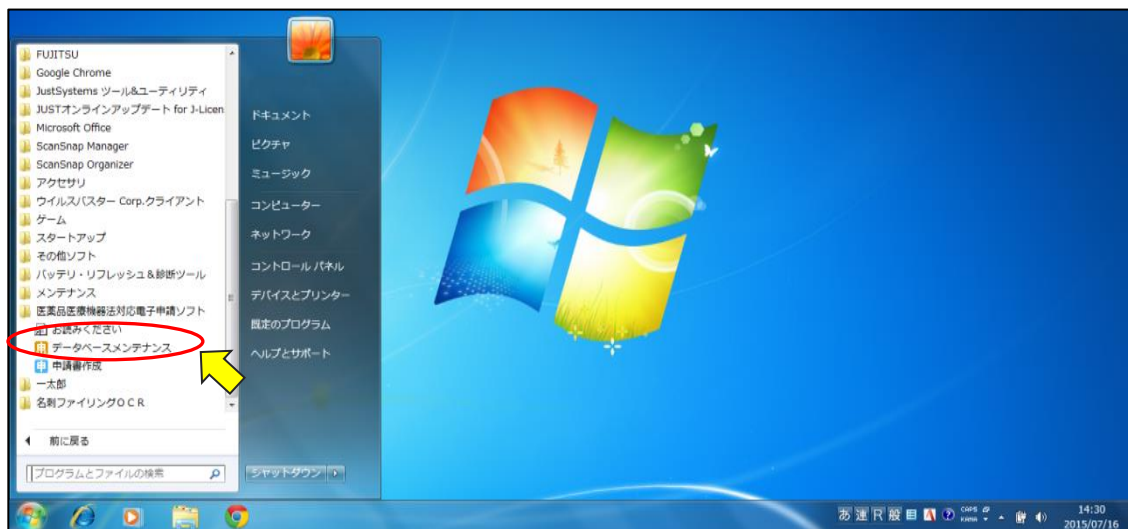 FUJITSU
Google Chrome
JustSystems ツール&ユーティリティ
JUSTオンラインアップデート for J-Licen
Microsoft Office
ScanSnap Manager
ScanSnap Organizer
アクセサリ
ウイルスバスター Corp.クライアント
ゲーム
スタートアップ
その他ソフト
バッテリ・リフレッシュ&診断ツール
メンテナンス
医薬品医療機器法対応電子申請ソフト
お読みください
データベースメンテナンス
申請書作成
一太郎
名刺ファイリングOCR
前に戻る
プログラムとファイルの検索
ドキュメント
ピクチャ
ミュージック
コンピューター
ネットワーク
コントロール パネル
デバイスとプリンター
既定のプログラム
ヘルプとサポート
シャットダウン
あ 連 R 般
CAPS
KANA
14:30
2015/07/16